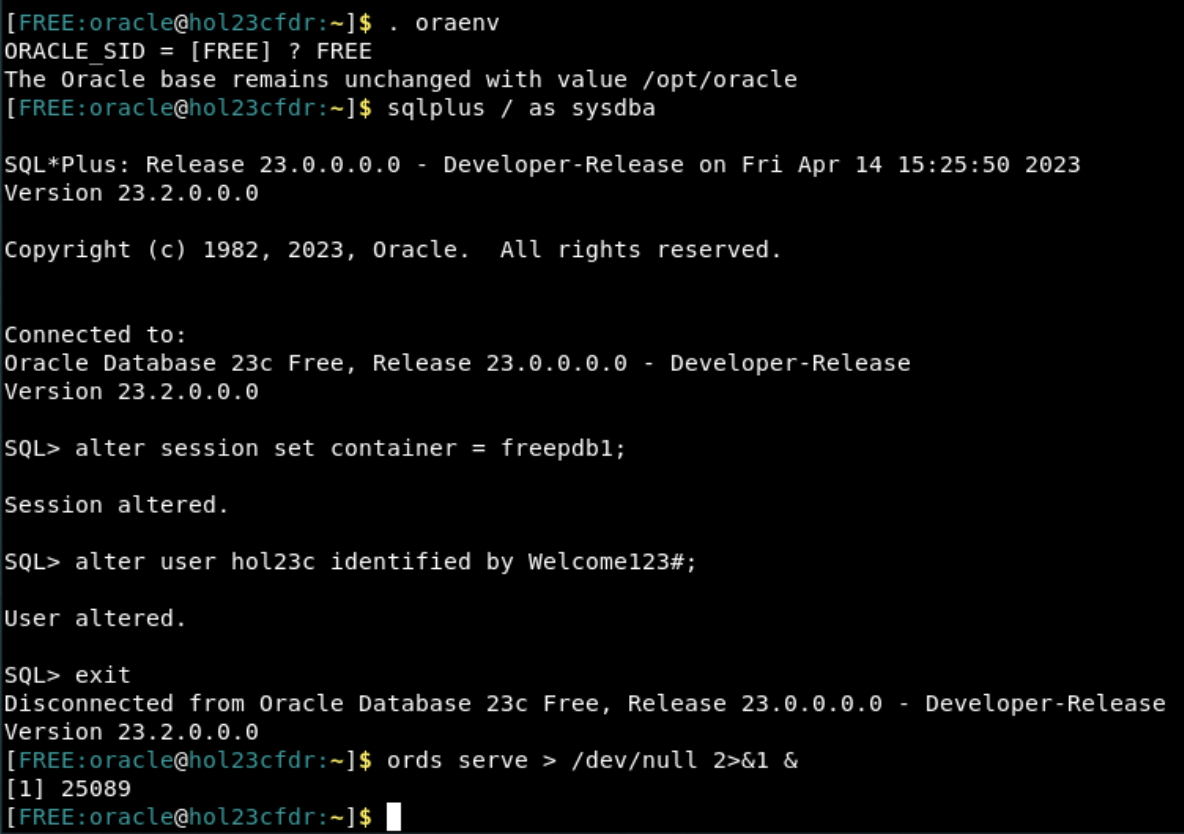 [FREE:oracle@hol23cfdr:~]$ . oraenv
ORACLE_SID = [FREE] ? FREE
The Oracle base remains unchanged with value /opt/oracle
[FREE:oracle@hol23cfdr:~]$ sqlplus / as sysdba
SQL*Plus: Release 23.0.0.0.0 - Developer-Release on Fri Apr 14 15:25:50 2023
Version 23.2.0.0.0
Copyright (c) 1982, 2023, Oracle.  All rights reserved.
Connected to:
Oracle Database 23c Free, Release 23.0.0.0.0 - Developer-Release
Version 23.2.0.0.0
SQL> alter session set container = freepdb1;
Session altered.
SQL> alter user hol23c identified by Welcome123#;
User altered.
SQL> exit
Disconnected from Oracle Database 23c Free, Release 23.0.0.0.0 - Developer-Release
Version 23.2.0.0.0
[FREE:oracle@hol23cfdr:~]$ ords serve > /dev/null 2>&1 &
[1] 25089
[FREE:oracle@hol23cfdr:~]$